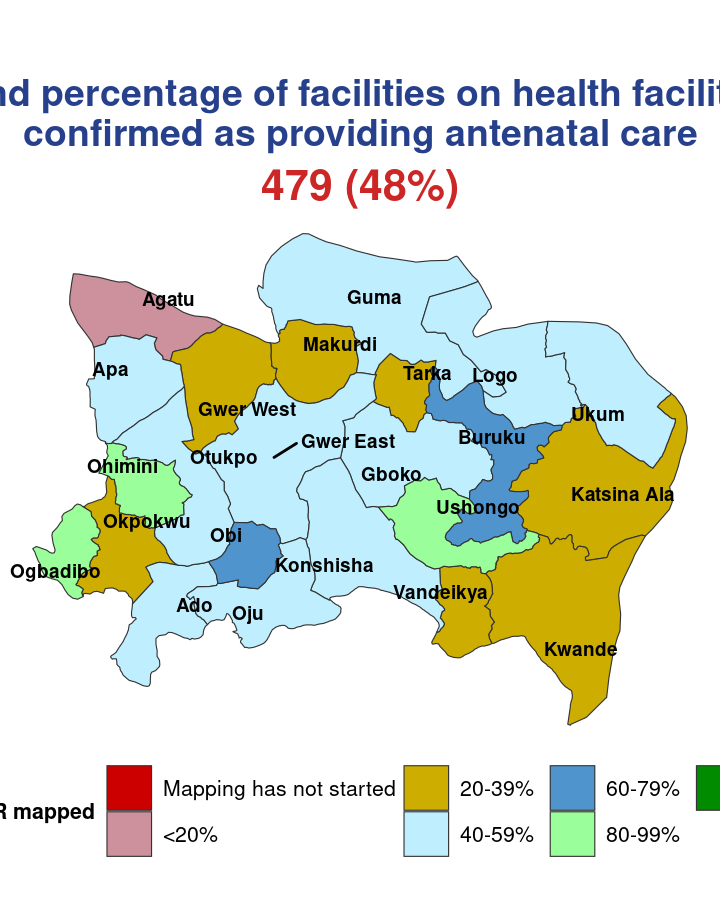 nd percentage of facilities on health facilit
confirmed as providing antenatal care
479 (48%)
Guma
Agatu
Makurdi
Apa
Tarka
Logo
Gwer West
Ukum
Buruku
Gwer East
Otukpo
Ohimini
Gboko
Katsina Ala
Ushongo
Okpokwu
Obi
Konshisha
Ogbadibo
Vandeikya
Ado
Oju
Kwande
R mapped
Mapping has not started
20-39%
60-79%
<20%
40-59%
80-99%